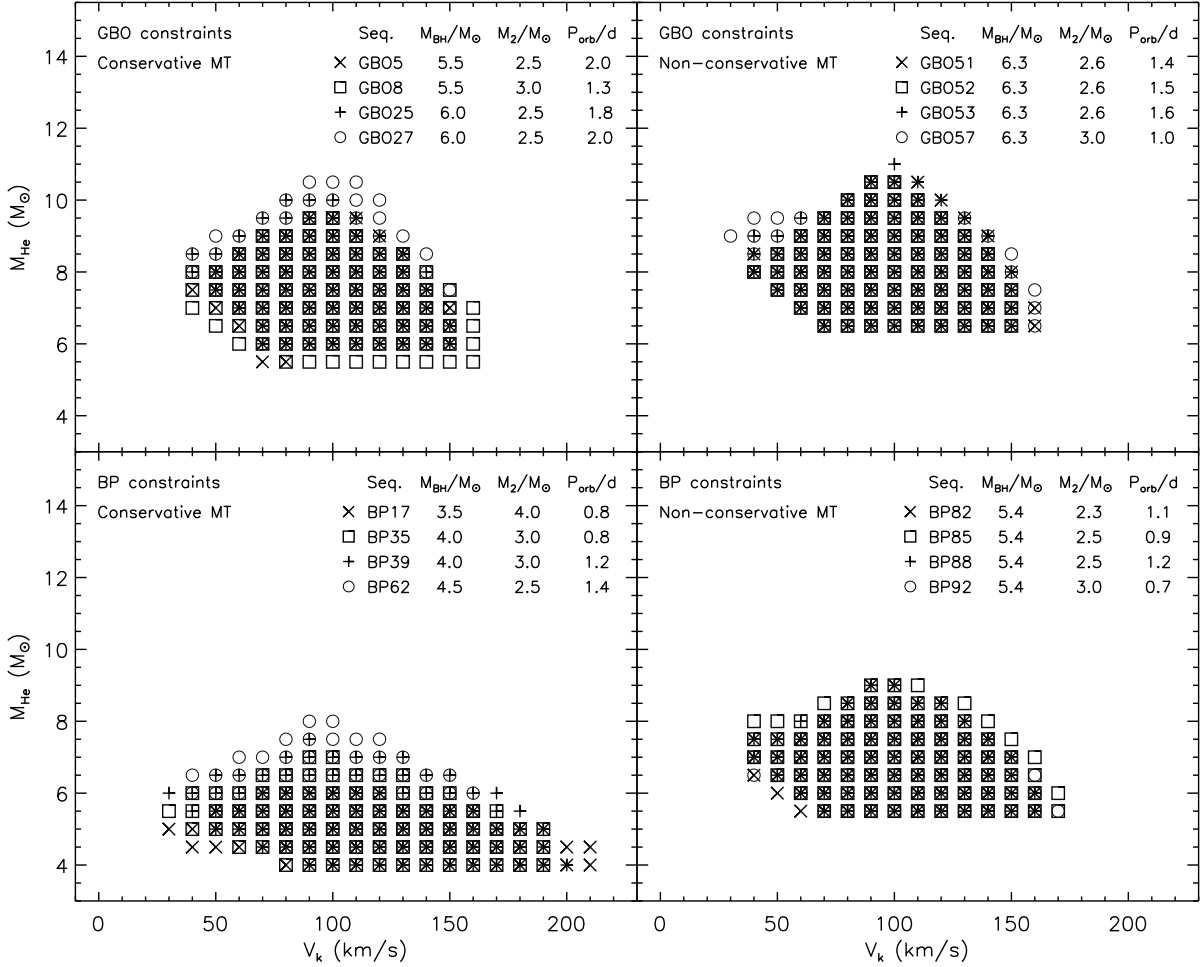 GBO constraints Seq. M_BH/M_⊙ M_2/M_⊙ P_orb/d
Conservative MT × GBO5 5.5 2.5 2.0
□ GBO8 5.5 3.0 1.3
+ GBO25 6.0 2.5 1.8
○ GBO27 6.0 2.5 2.0
14
12
10
8
6
4
M_He (M_⊙)
GBO constraints Seq. M_BH/M_⊙ M_2/M_⊙ P_orb/d
Non-conservative MT × GBO51 6.3 2.6 1.4
□ GBO52 6.3 2.6 1.5
+ GBO53 6.3 2.6 1.6
○ GBO57 6.3 3.0 1.0
BP constraints Seq. M_BH/M_⊙ M_2/M_⊙ P_orb/d
Conservative MT × BP17 3.5 4.0 0.8
□ BP35 4.0 3.0 0.8
+ BP39 4.0 3.0 1.2
○ BP62 4.5 2.5 1.4
14
12
10
8
6
4
M_He (M_⊙)
0 50 100 150 200
V_k (km/s)
BP constraints Seq. M_BH/M_⊙ M_2/M_⊙ P_orb/d
Non-conservative MT × BP82 5.4 2.3 1.1
□ BP85 5.4 2.5 0.9
+ BP88 5.4 2.5 1.2
○ BP92 5.4 3.0 0.7
0 50 100 150 200
V_k (km/s)